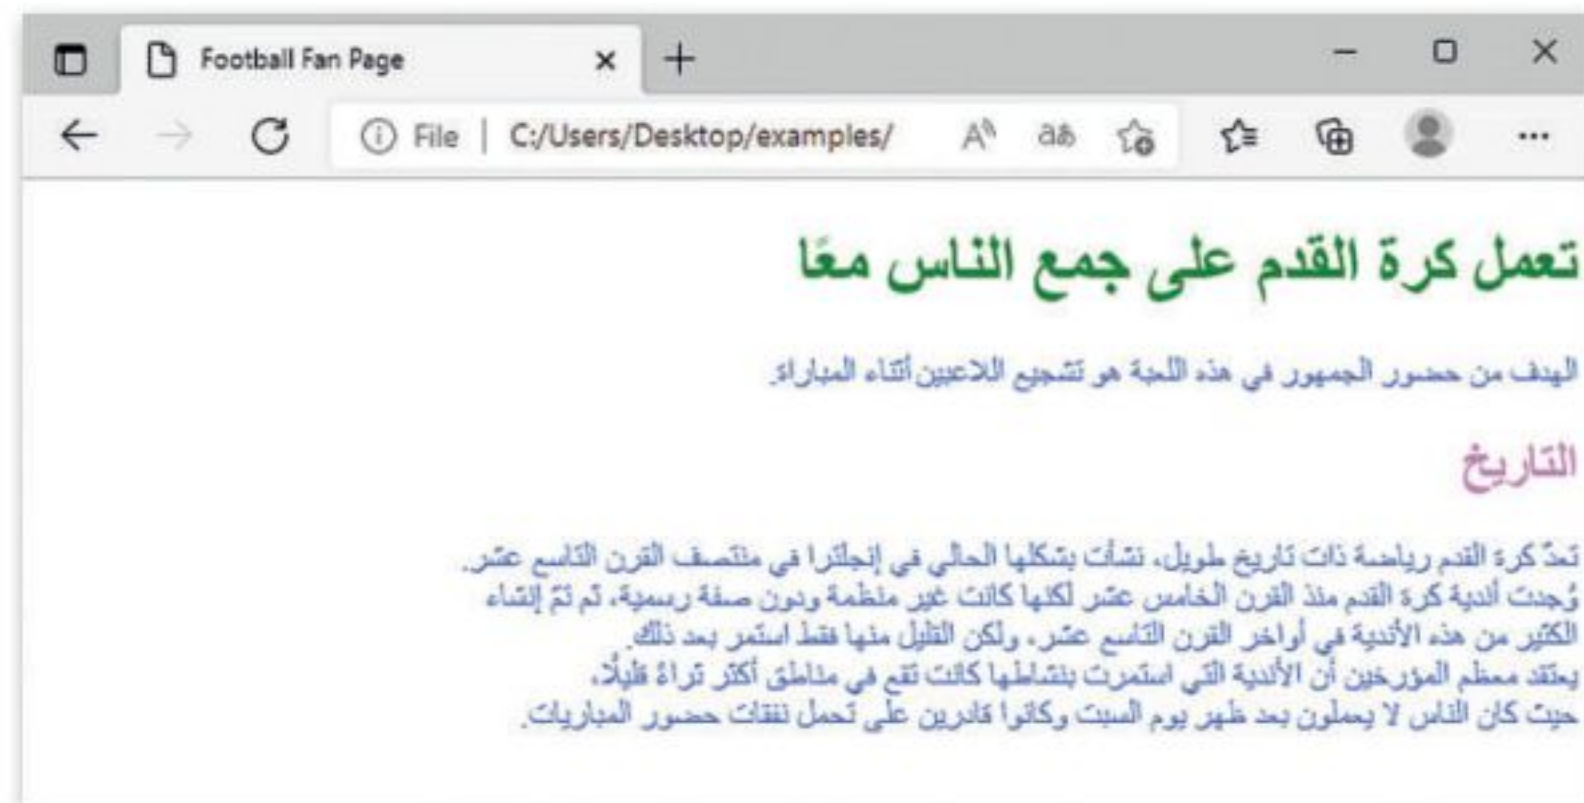 Football Fan Page
File | C:/Users/Desktop/examples/
تعمل كرة القدم على جمع الناس معًا
الهدف من حضور الجمهور في هذه اللعبة هو تشجيع اللاعبين أثناء المباراة.
التاريخ
تعدّ كرة القدم رياضة ذات تاريخ طويل، نشأت بشكلها الحالي في إنجلترا في منتصف القرن التاسع عشر.
وُجدت أندية كرة القدم منذ القرن الخامس عشر لكنها كانت غير منظمة ودون صفة رسمية، ثم تمّ إنشاء
الكثير من هذه الأندية في أواخر القرن التاسع عشر، ولكن القليل منها فقط استمر بعد ذلك.
يعتقد معظم المؤرخين أن الأندية التي استمرت بنشاطها كانت تقع في مناطق أكثر ثراءً قليلًا،
حيث كان الناس لا يعملون بعد ظهر يوم السبت وكانوا قادرين على تحمل نفقات حضور المباريات.